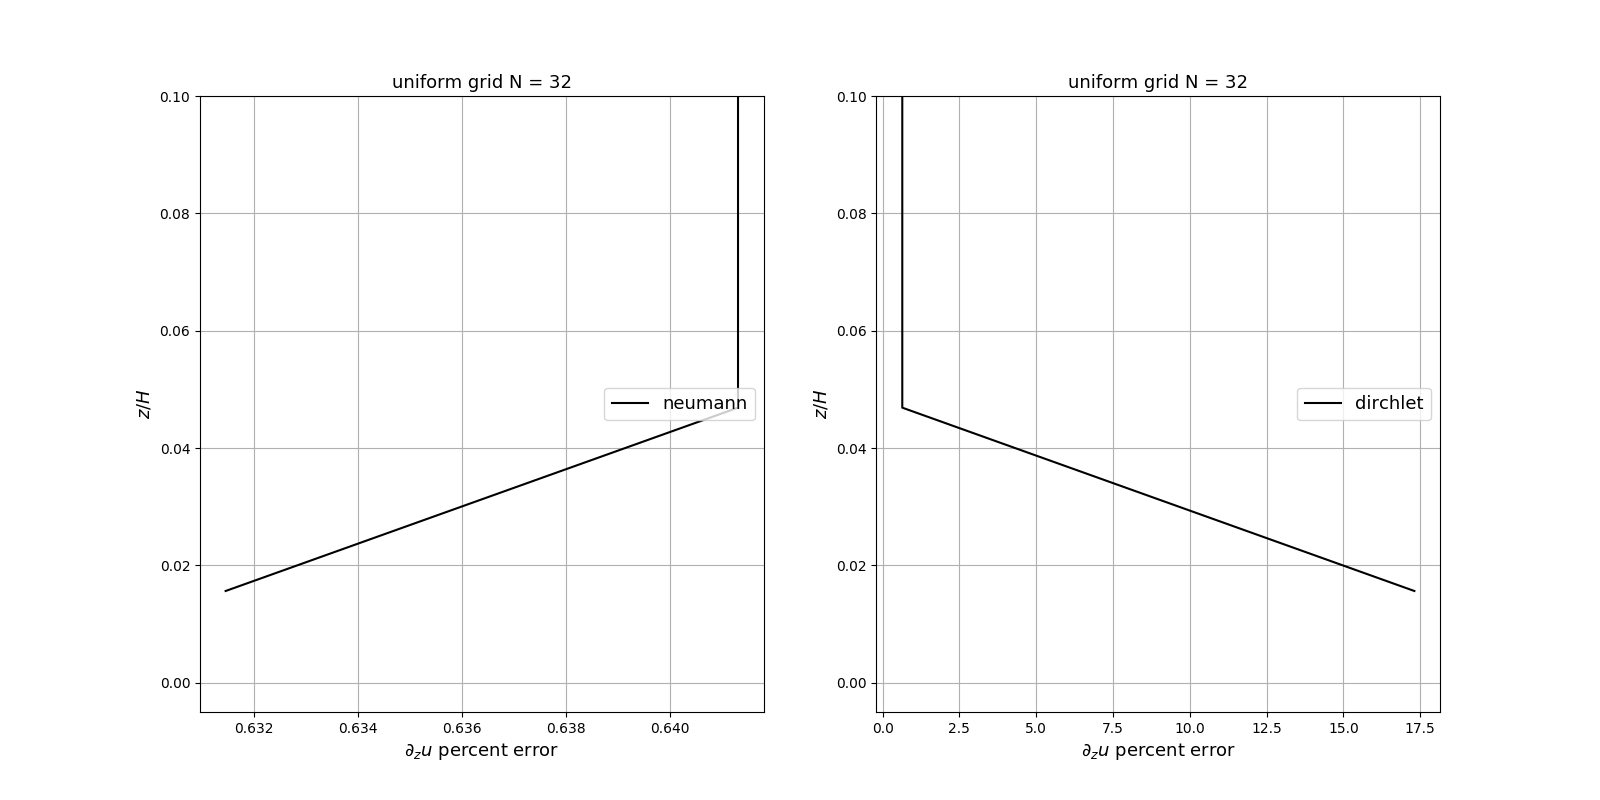 uniform grid N = 32
0.10
0.08
0.06
0.04
0.02
0.00
z/H
neumann
0.632 0.634 0.636 0.638 0.640
∂zu percent error
uniform grid N = 32
0.10
0.08
0.06
0.04
0.02
0.00
z/H
dirchlet
0.0 2.5 5.0 7.5 10.0 12.5 15.0 17.5
∂zu percent error